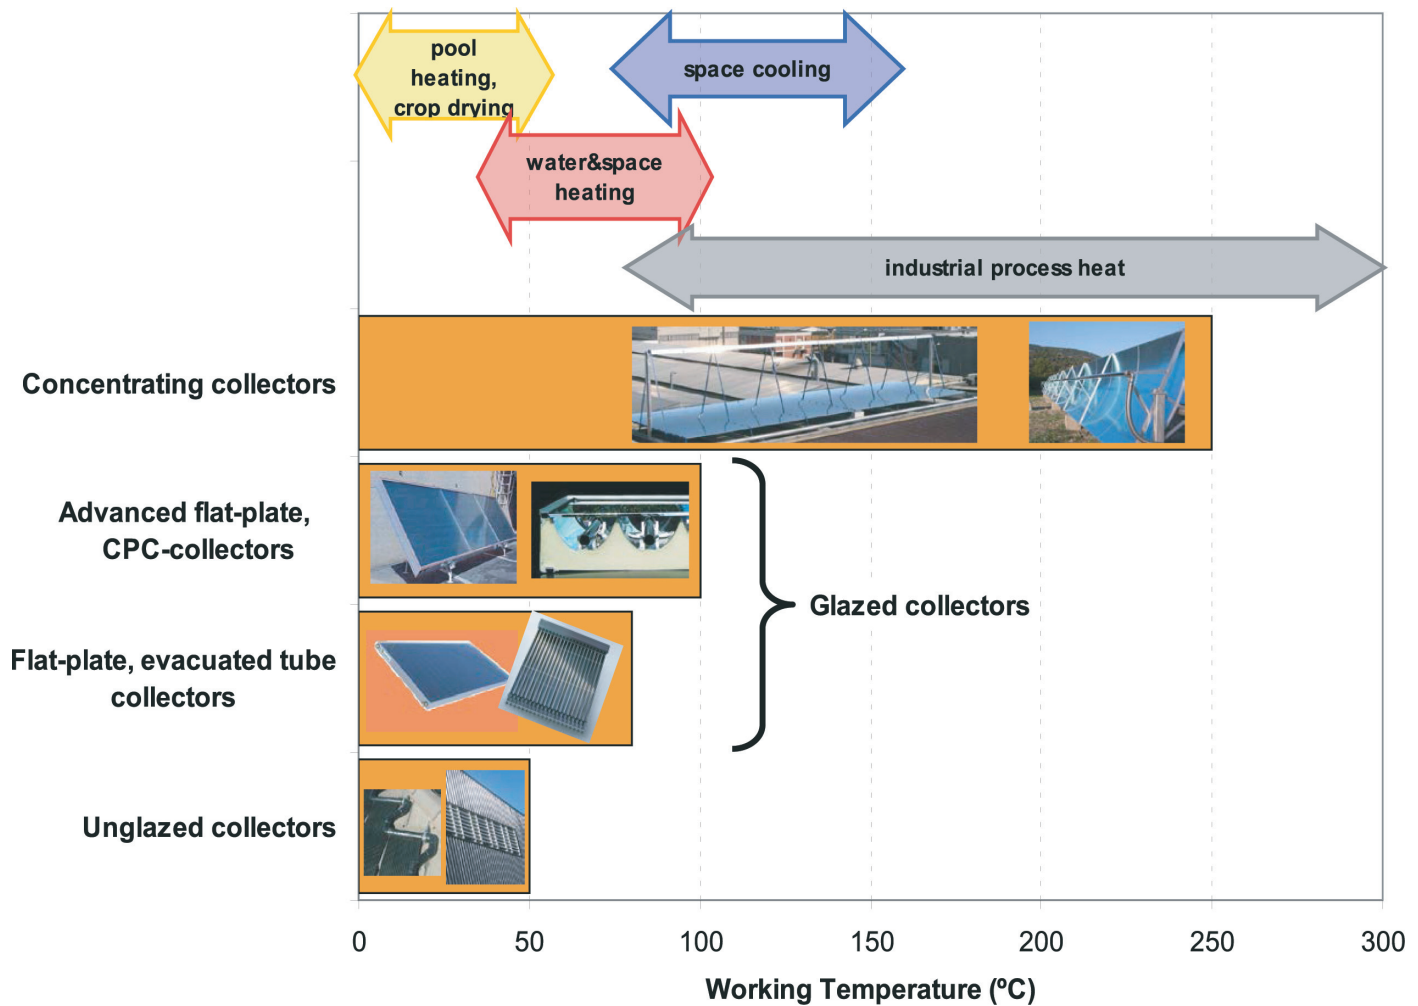 pool
heating,
crop drying
space cooling
water&space
heating
industrial process heat
Concentrating collectors
Advanced flat-plate,
CPC-collectors
Glazed collectors
Flat-plate, evacuated tube
collectors
Unglazed collectors
0 50 100 150 200 250 300
Working Temperature (ºC)